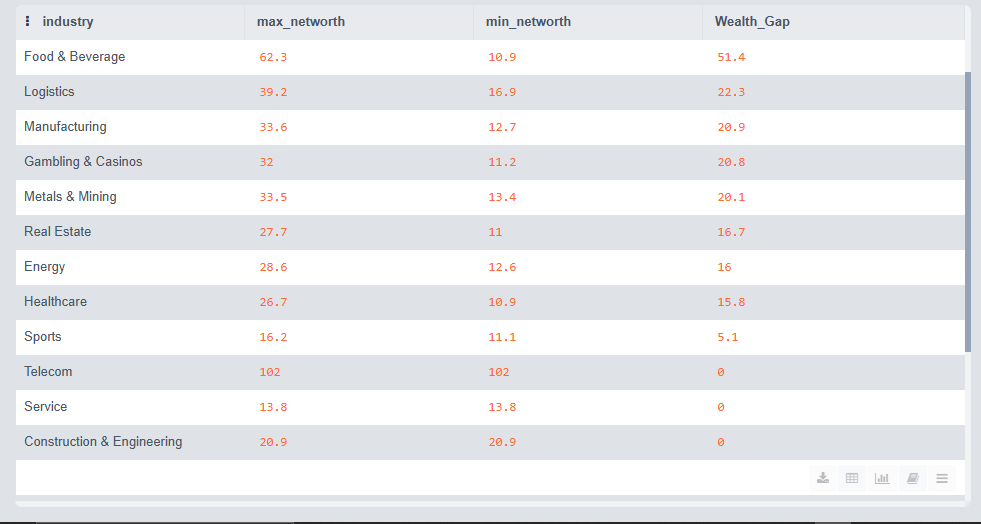 industry max_networth min_networth Wealth_Gap
Food & Beverage 62.3 10.9 51.4
Logistics 39.2 16.9 22.3
Manufacturing 33.6 12.7 20.9
Gambling & Casinos 32 11.2 20.8
Metals & Mining 33.5 13.4 20.1
Real Estate 27.7 11 16.7
Energy 28.6 12.6 16
Healthcare 26.7 10.9 15.8
Sports 16.2 11.1 5.1
Telecom 102 102 0
Service 13.8 13.8 0
Construction & Engineering 20.9 20.9 0